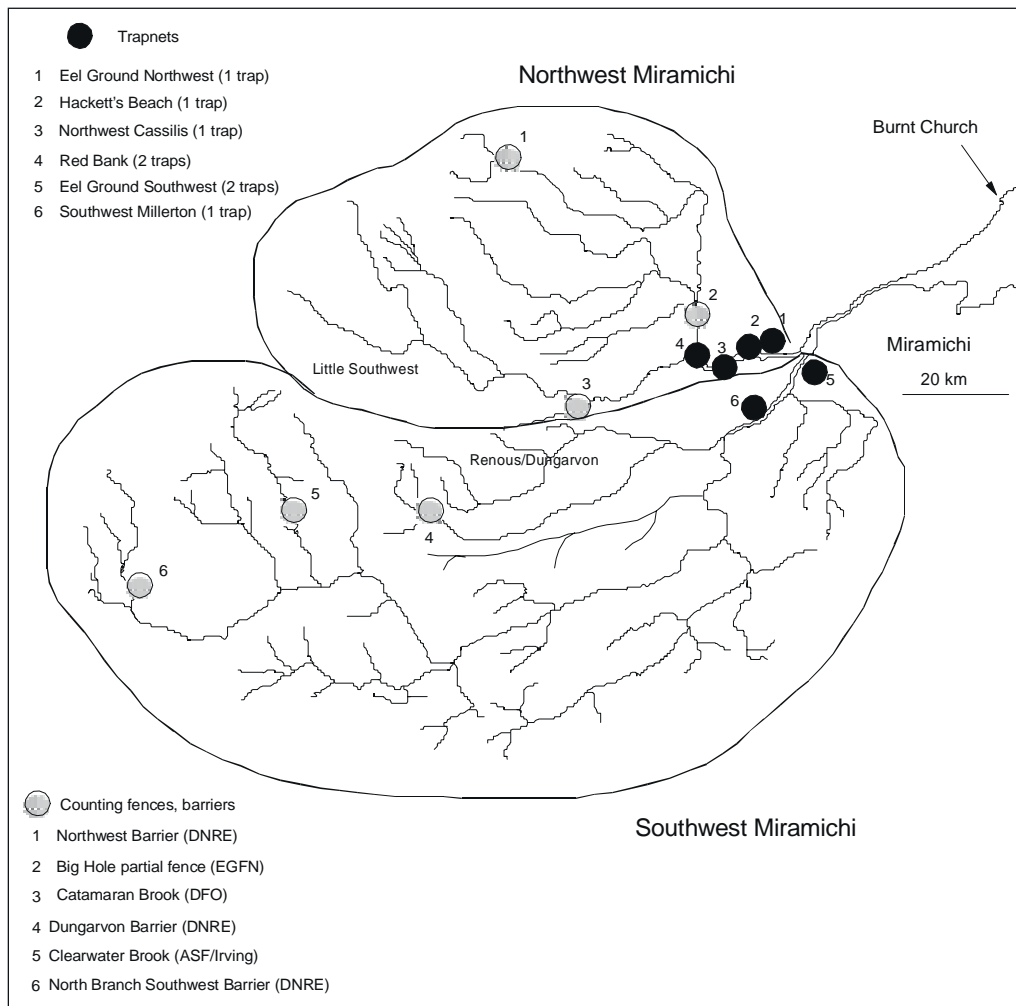 Trapnets
1 Eel Ground Northwest (1 trap)
2 Hackett's Beach (1 trap)
3 Northwest Cassilis (1 trap)
4 Red Bank (2 traps)
5 Eel Ground Southwest (2 traps)
6 Southwest Millerton (1 trap)
Northwest Miramichi
Burnt Church
1
2
1
2
3
4
Miramichi
20 km
Little Southwest
3
5
6
Renous/Dungarvon
5
4
6
Southwest Miramichi
Counting fences, barriers
1 Northwest Barrier (DNRE)
2 Big Hole partial fence (EGFN)
3 Catamaran Brook (DFO)
4 Dungarvon Barrier (DNRE)
5 Clearwater Brook (ASF/Irving)
6 North Branch Southwest Barrier (DNRE)